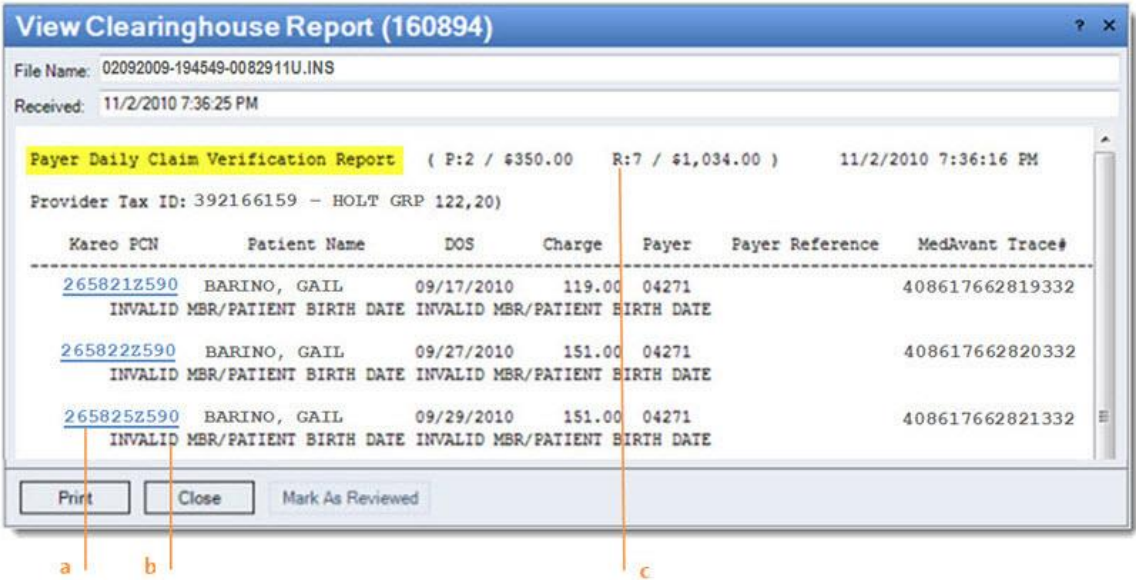 View Clearinghouse Report (160894) ? X
File Name: 02092009-194549-0082911U.INS
Received: 11/2/2010 7:36:25 PM
Payer Daily Claim Verification Report ( P:2 / $350.00 R:7 / $1,034.00 ) 11/2/2010 7:36:16 PM
Provider Tax ID: 392166159 - HOLT GRP 122,20)
Kareo PCN Patient Name DOS Charge Payer Payer Reference MedAvant Trace#
265821Z590 BARINO, GAIL 09/17/2010 119.00 04271 408617662819332
INVALID MBR/PATIENT BIRTH DATE INVALID MBR/PATIENT BIRTH DATE
265822Z590 BARINO, GAIL 09/27/2010 151.00 04271 408617662820332
INVALID MBR/PATIENT BIRTH DATE INVALID MBR/PATIENT BIRTH DATE
265825Z590 BARINO, GAIL 09/29/2010 151.00 04271 408617662821332
INVALID MBR/PATIENT BIRTH DATE INVALID MBR/PATIENT BIRTH DATE
Print Close Mark As Reviewed
a b c